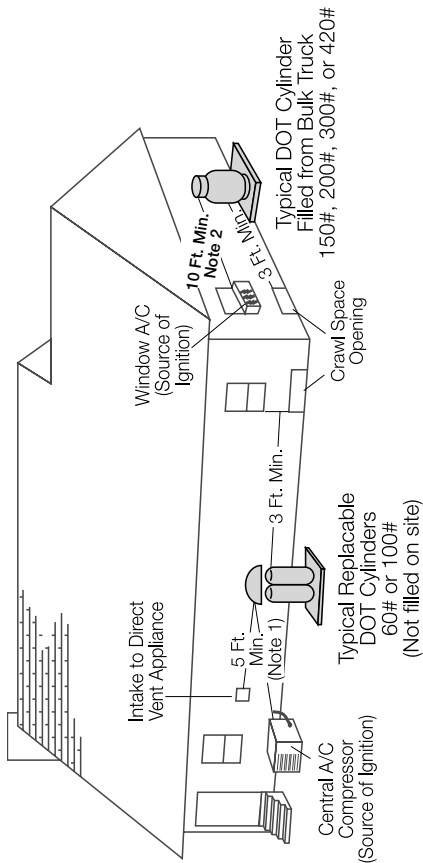 Intake to Direct
Vent Appliance
Window A/C
(Source of
Ignition)
10 Ft. Min.
Note 2
3 Ft. Min.
5 Ft.
Min.
(Note 1)
3 Ft. Min.
Central A/C
Compressor
(Source of Ignition)
Typical Replacable
DOT Cylinders
60# or 100#
(Not filled on site)
Crawl Space
Opening
Typical DOT Cylinder
Filled from Bulk Truck
150#, 200#, 300#, or 420#